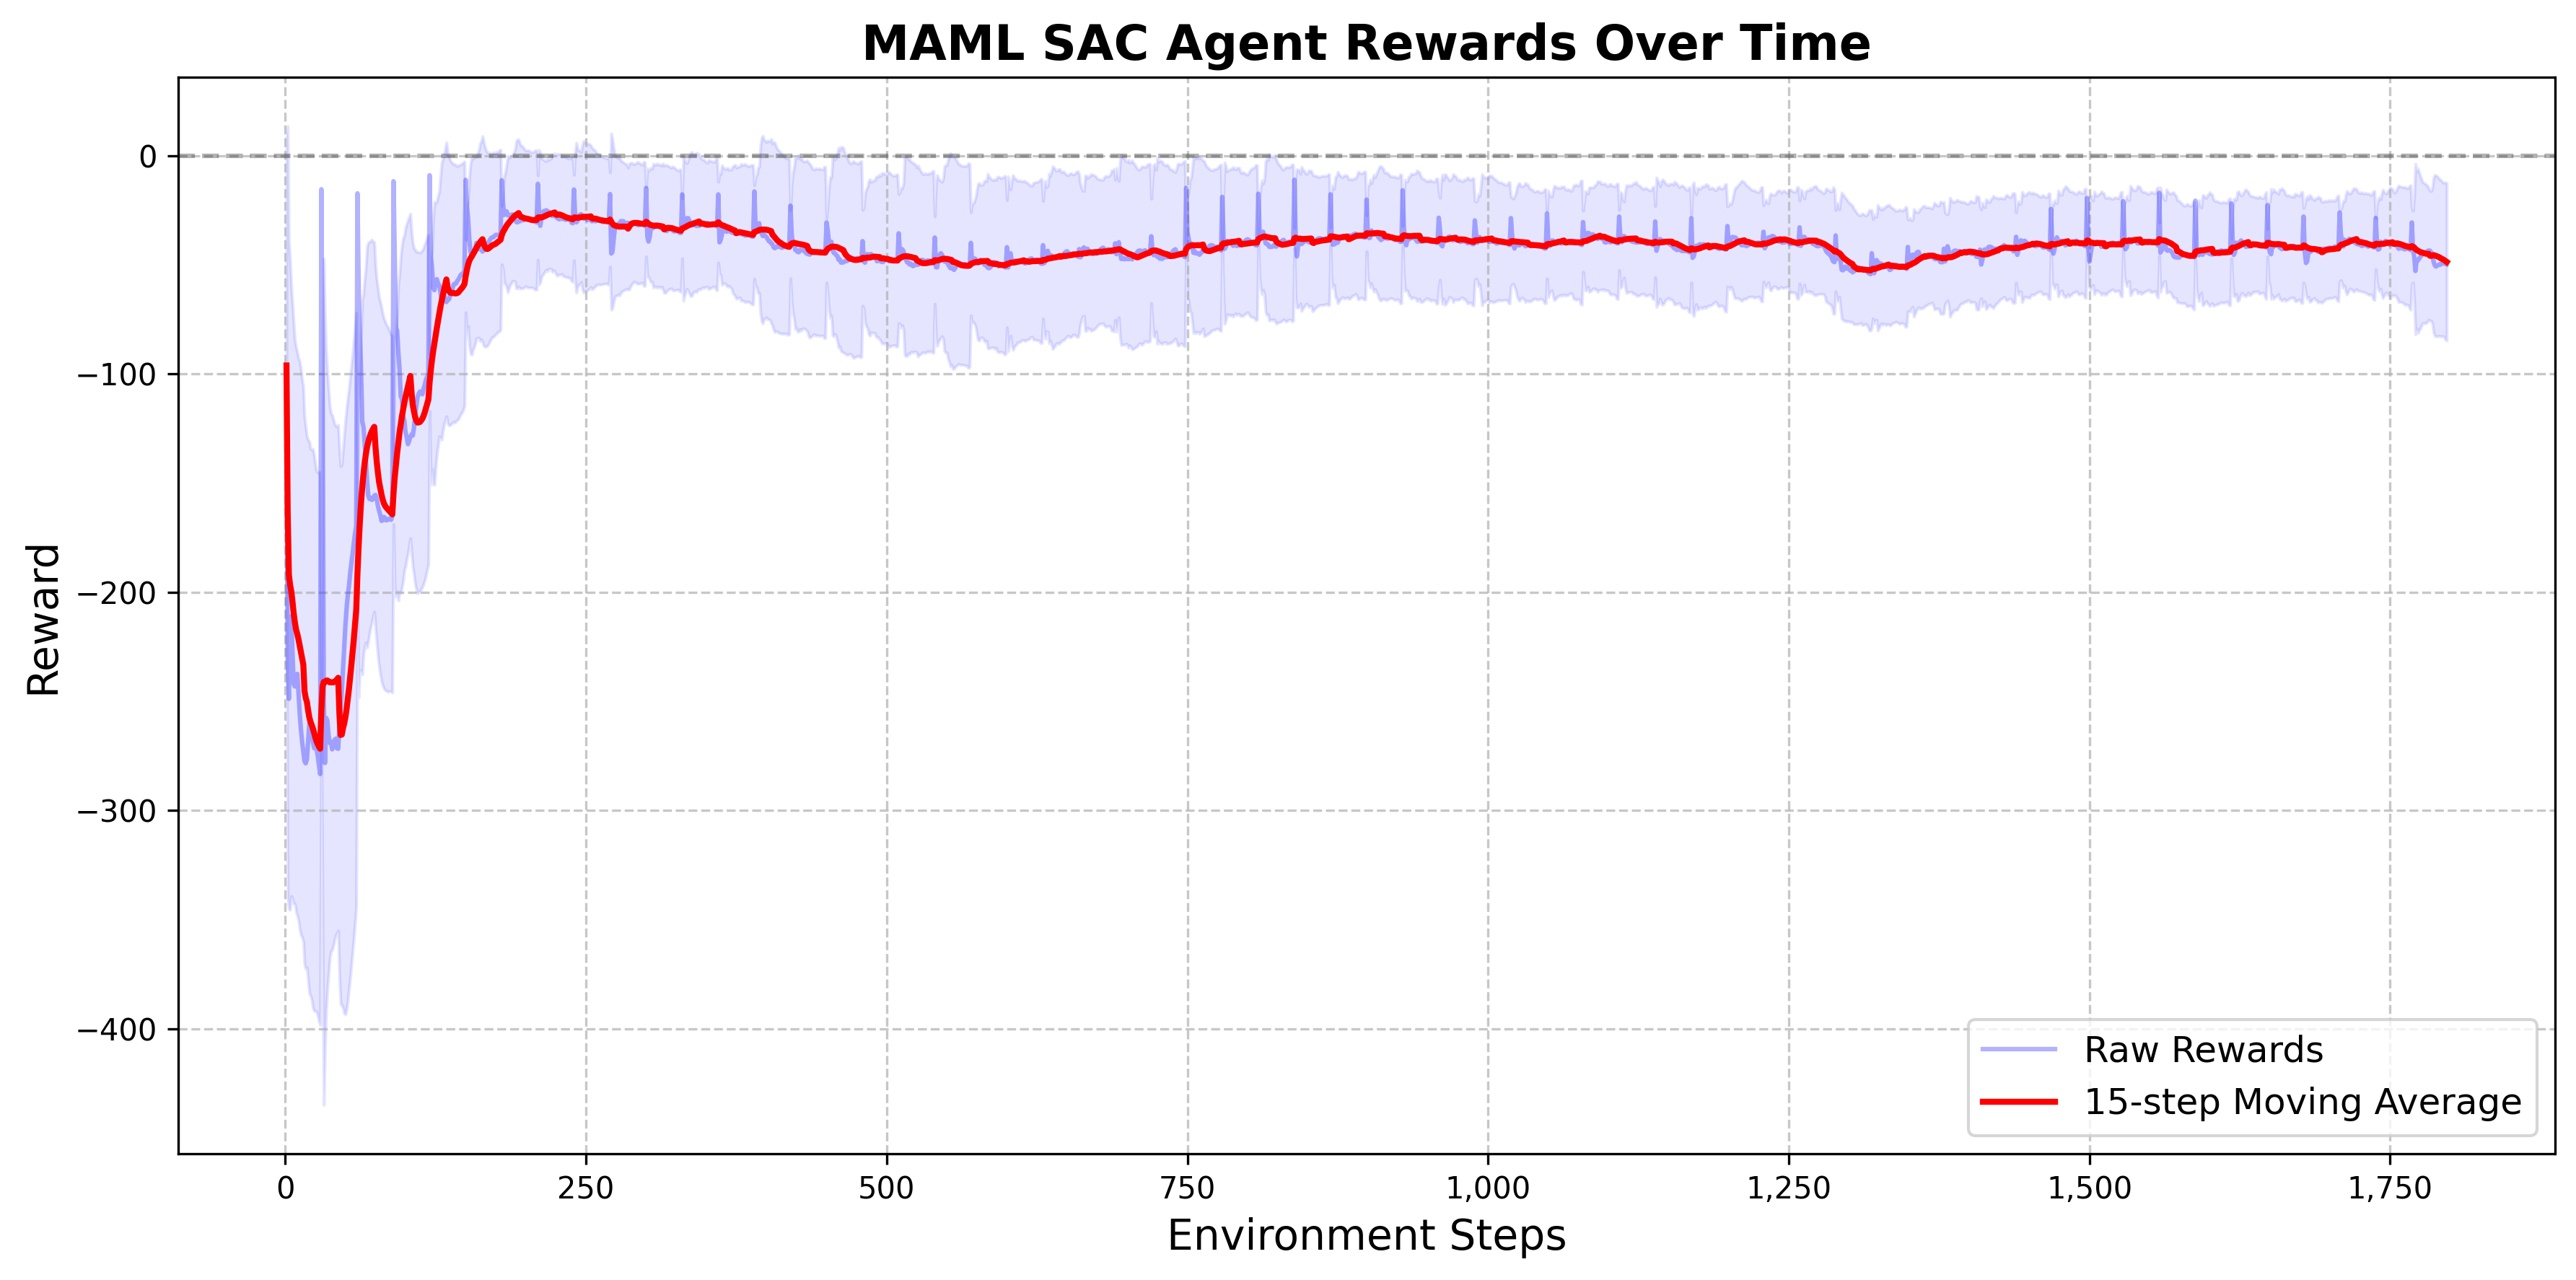 MAML SAC Agent Rewards Over Time
Reward
0
−100
−200
−300
−400
0 250 500 750 1,000 1,250 1,500 1,750
Environment Steps
Raw Rewards
15-step Moving Average